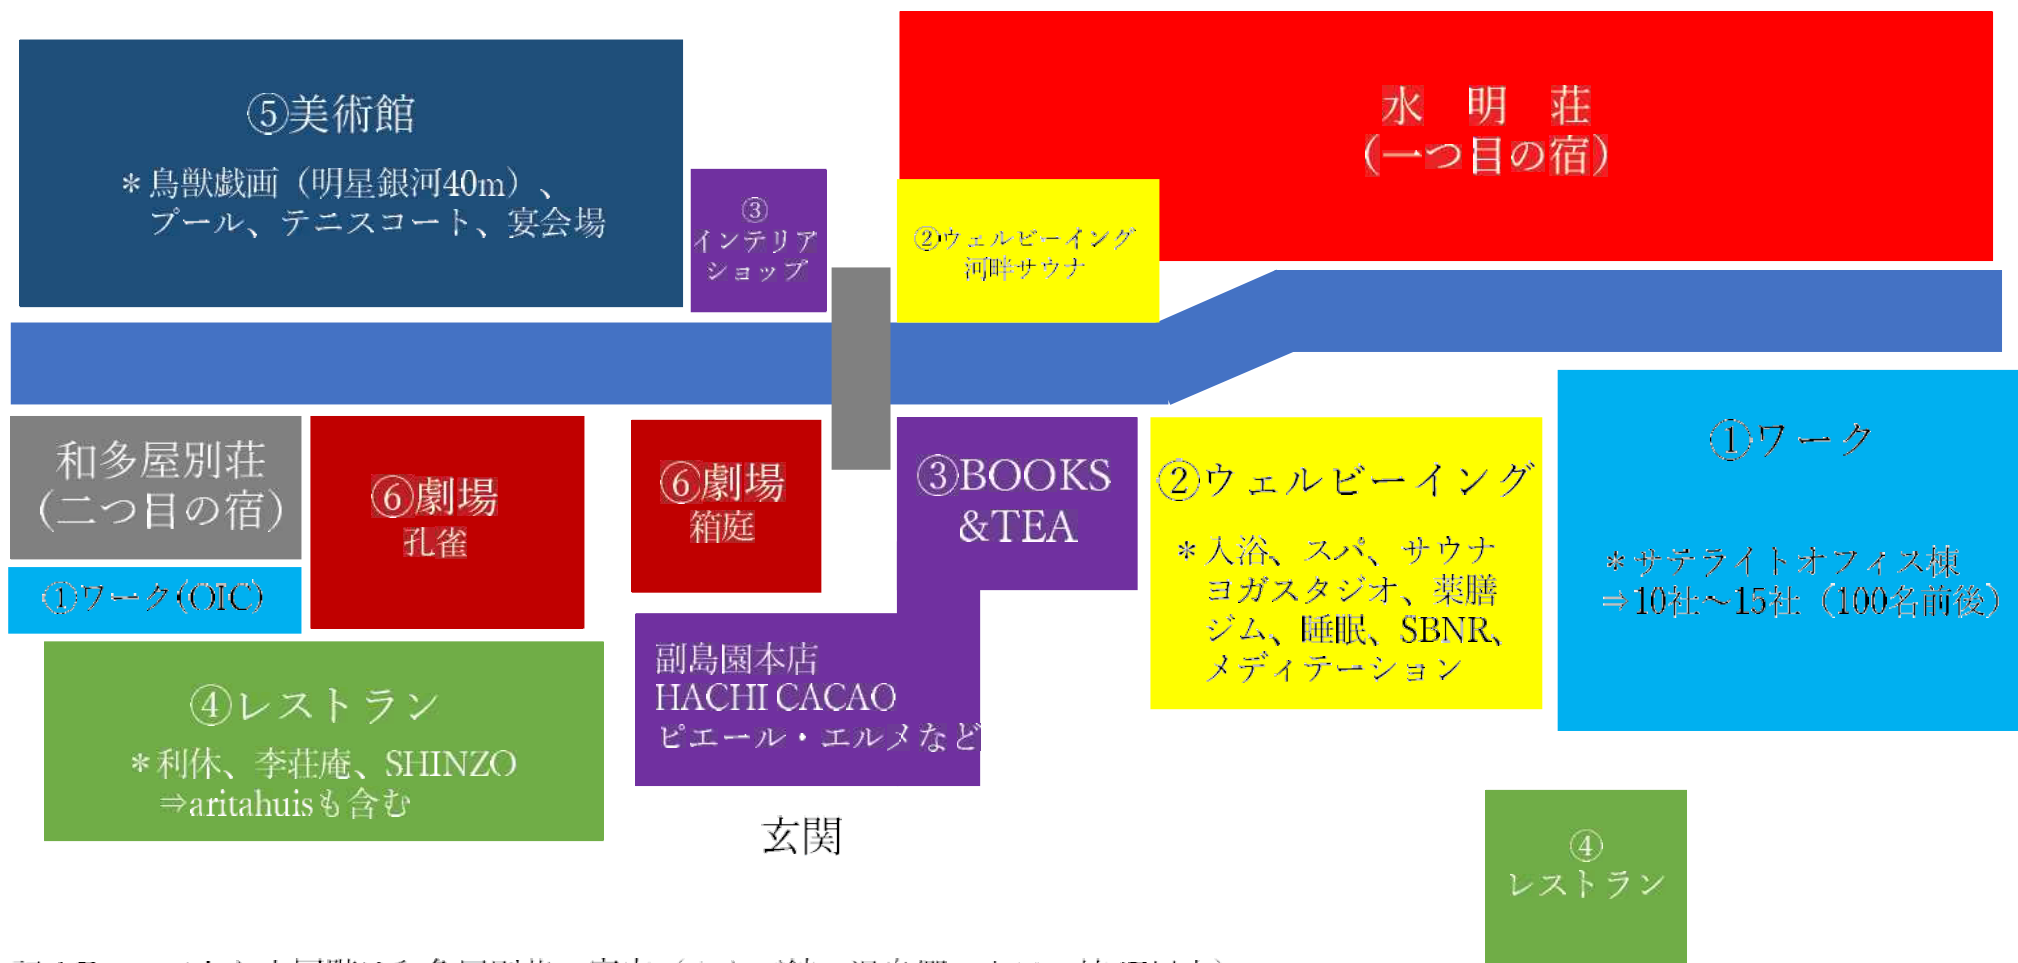 ⑤美術館
＊鳥獣戯画（明星銀河40m）、
プール、テニスコート、宴会場
③
インテリア
ショップ
水　明　荘
(一つ目の宿)
②ウェルビーイング
河畔サウナ
和多屋別荘
(二つ目の宿)
①ワーク(OIC)
⑥劇場
孔雀
⑥劇場
箱庭
③BOOKS
&TEA
副島園本店
HACHI CACAO
ピエール・エルメなど
②ウェルビーイング
＊入浴、スパ、サウナ
ヨガスタジオ、薬膳
ジム、睡眠、SBNR、
メディテーション
①ワーク
＊サテライトオフィス棟
⇒10社～15社（100名前後）
④レストラン
＊利休、李荘庵、SHINZO
⇒aritahuisも含む
玄関
④
レストラン